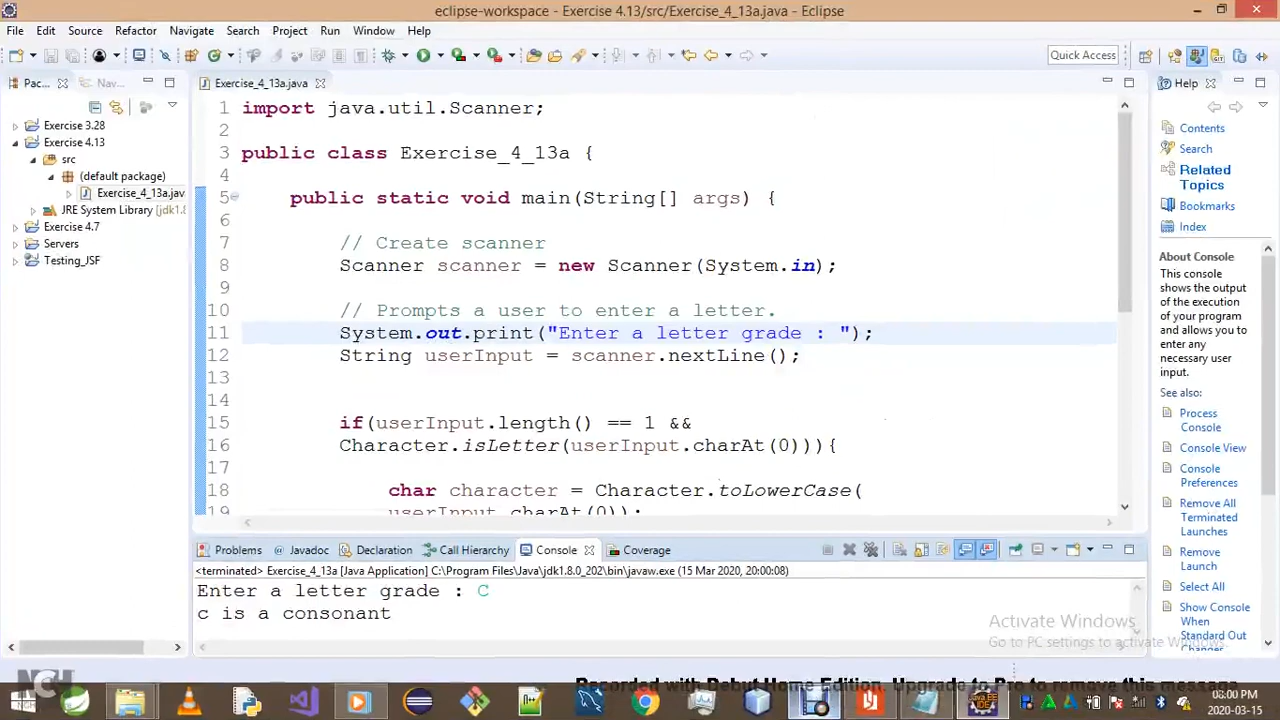 eclipse-workspace - Exercise 4.13/src/Exercise_4_13a.java - Eclipse
File Edit Source Refactor Navigate Search Project Run Window Help
Quick Access
Pac... Nav...
Exercise_4_13a.java
Help
Exercise 3.28
Exercise 4.13
src
(default package)
Exercise_4_13a.jav
JRE System Library [jdk1.8
Exercise 4.7
Servers
Testing_JSF
1 import java.util.Scanner;
2
3 public class Exercise_4_13a {
4
5 public static void main(String[] args) {
6
7 // Create scanner
8 Scanner scanner = new Scanner(System.in);
9
10 // Prompts a user to enter a letter.
11 System.out.print("Enter a letter grade : ");
12 String userInput = scanner.nextLine();
13
14
15 if(userInput.length() == 1 &&
16 Character.isLetter(userInput.charAt(0))){
17
18 char character = Character.toLowerCase(
19 userInput.charAt(0));
Contents
Search
Related
Topics
Bookmarks
Index
About Console
This console
shows the output
of the execution
of your program
and allows you to
enter any
necessary user
input.
See also:
Process
Console
Console View
Console
Preferences
Remove All
Terminated
Launches
Remove
Launch
Select All
Show Console
When
Standard Out
Changes
Problems @ Javadoc Declaration Call Hierarchy Console Coverage
<terminated> Exercise_4_13a [Java Application] C:\Program Files\Java\jdk1.8.0_202\bin\javaw.exe (15 Mar 2020, 20:00:08)
Enter a letter grade : C
c is a consonant
Activate Windows
Go to PC settings to activate Windows.
NCH
Recorded with Debut Home Edition. Upgrade to Pro to remove this message
08:00 PM
2020-03-15